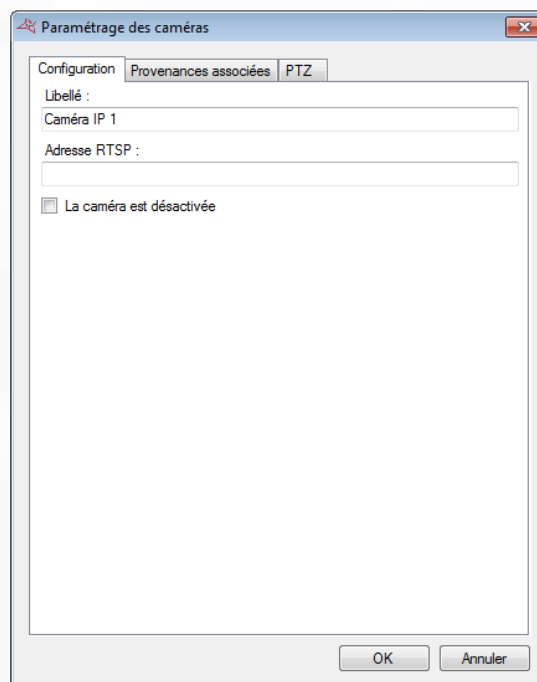 Paramétrage des caméras
Configuration Provenances associées PTZ
Libellé :
Caméra IP 1
Adresse RTSP :
La caméra est désactivée
OK Annuler